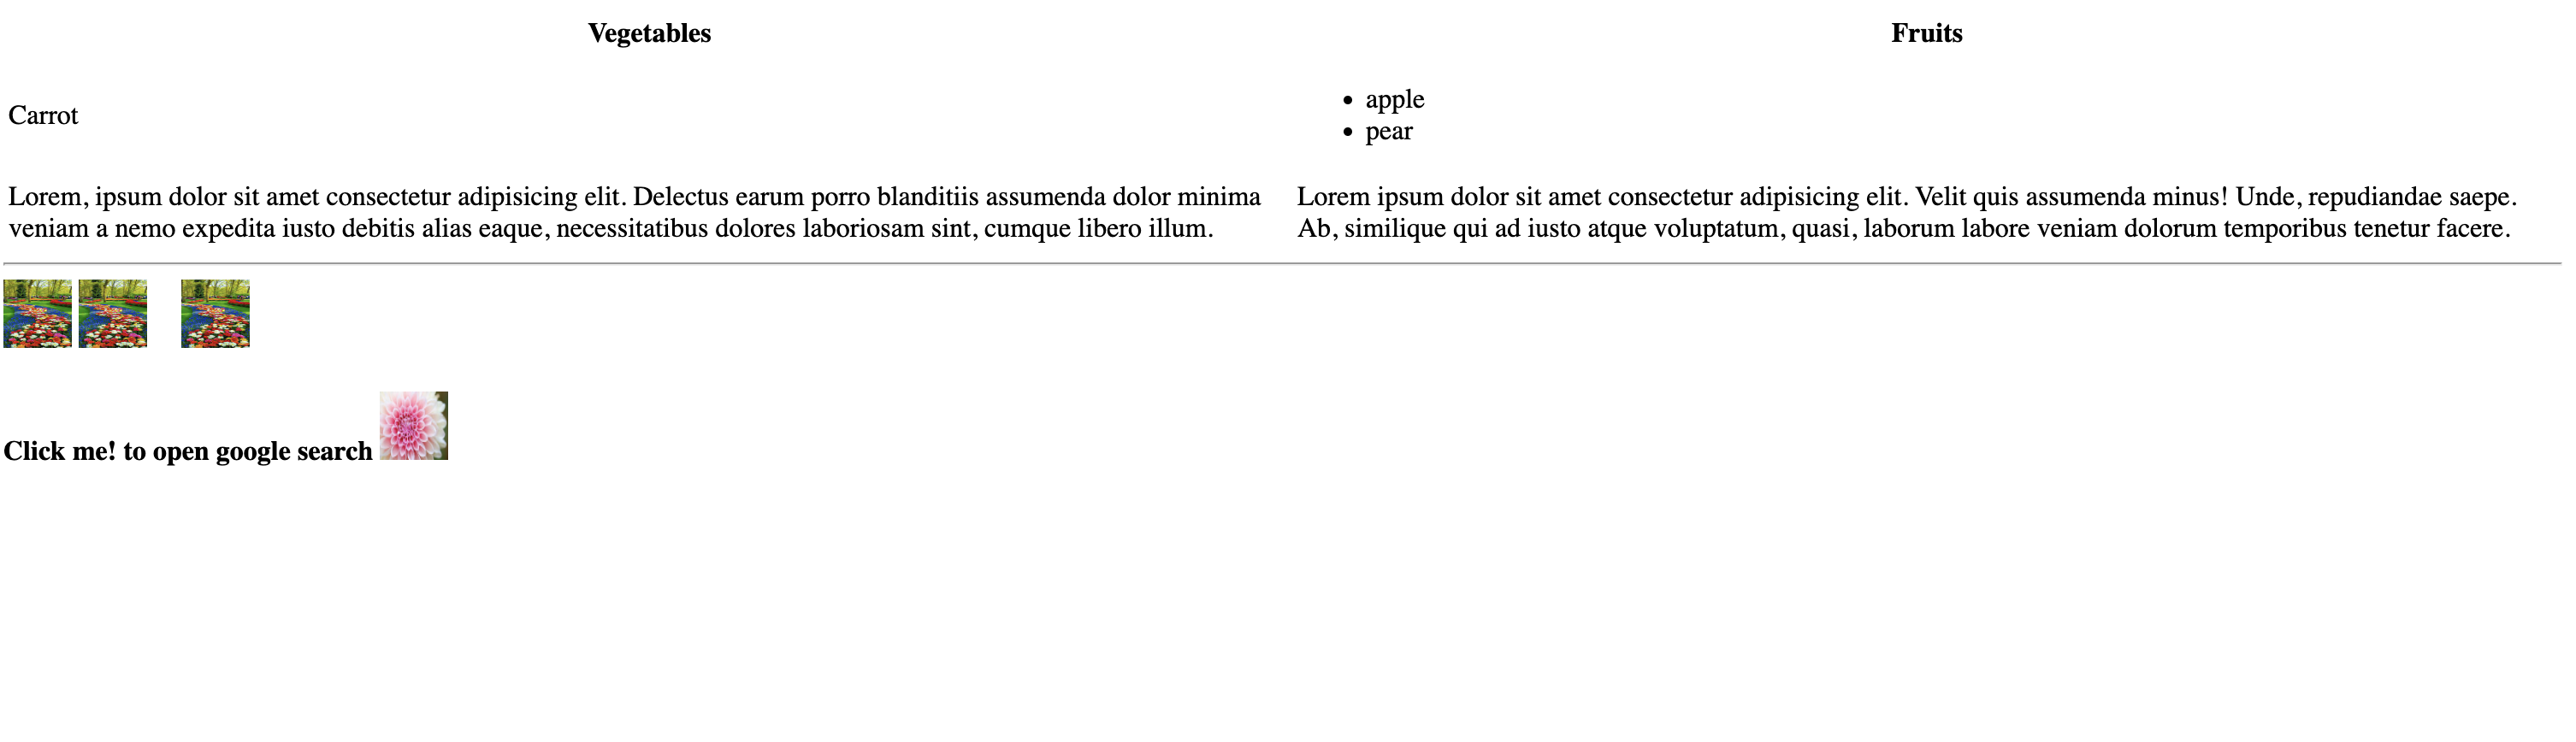 Vegetables
Fruits
Carrot
• apple
• pear
Lorem, ipsum dolor sit amet consectetur adipisicing elit. Delectus earum porro blanditiis assumenda dolor minima
veniam a nemo expedita iusto debitis alias eaque, necessitatibus dolores laboriosam sint, cumque libero illum.
Lorem ipsum dolor sit amet consectetur adipisicing elit. Velit quis assumenda minus! Unde, repudiandae saepe.
Ab, similique qui ad iusto atque voluptatum, quasi, laborum labore veniam dolorum temporibus tenetur facere.
Click me! to open google search